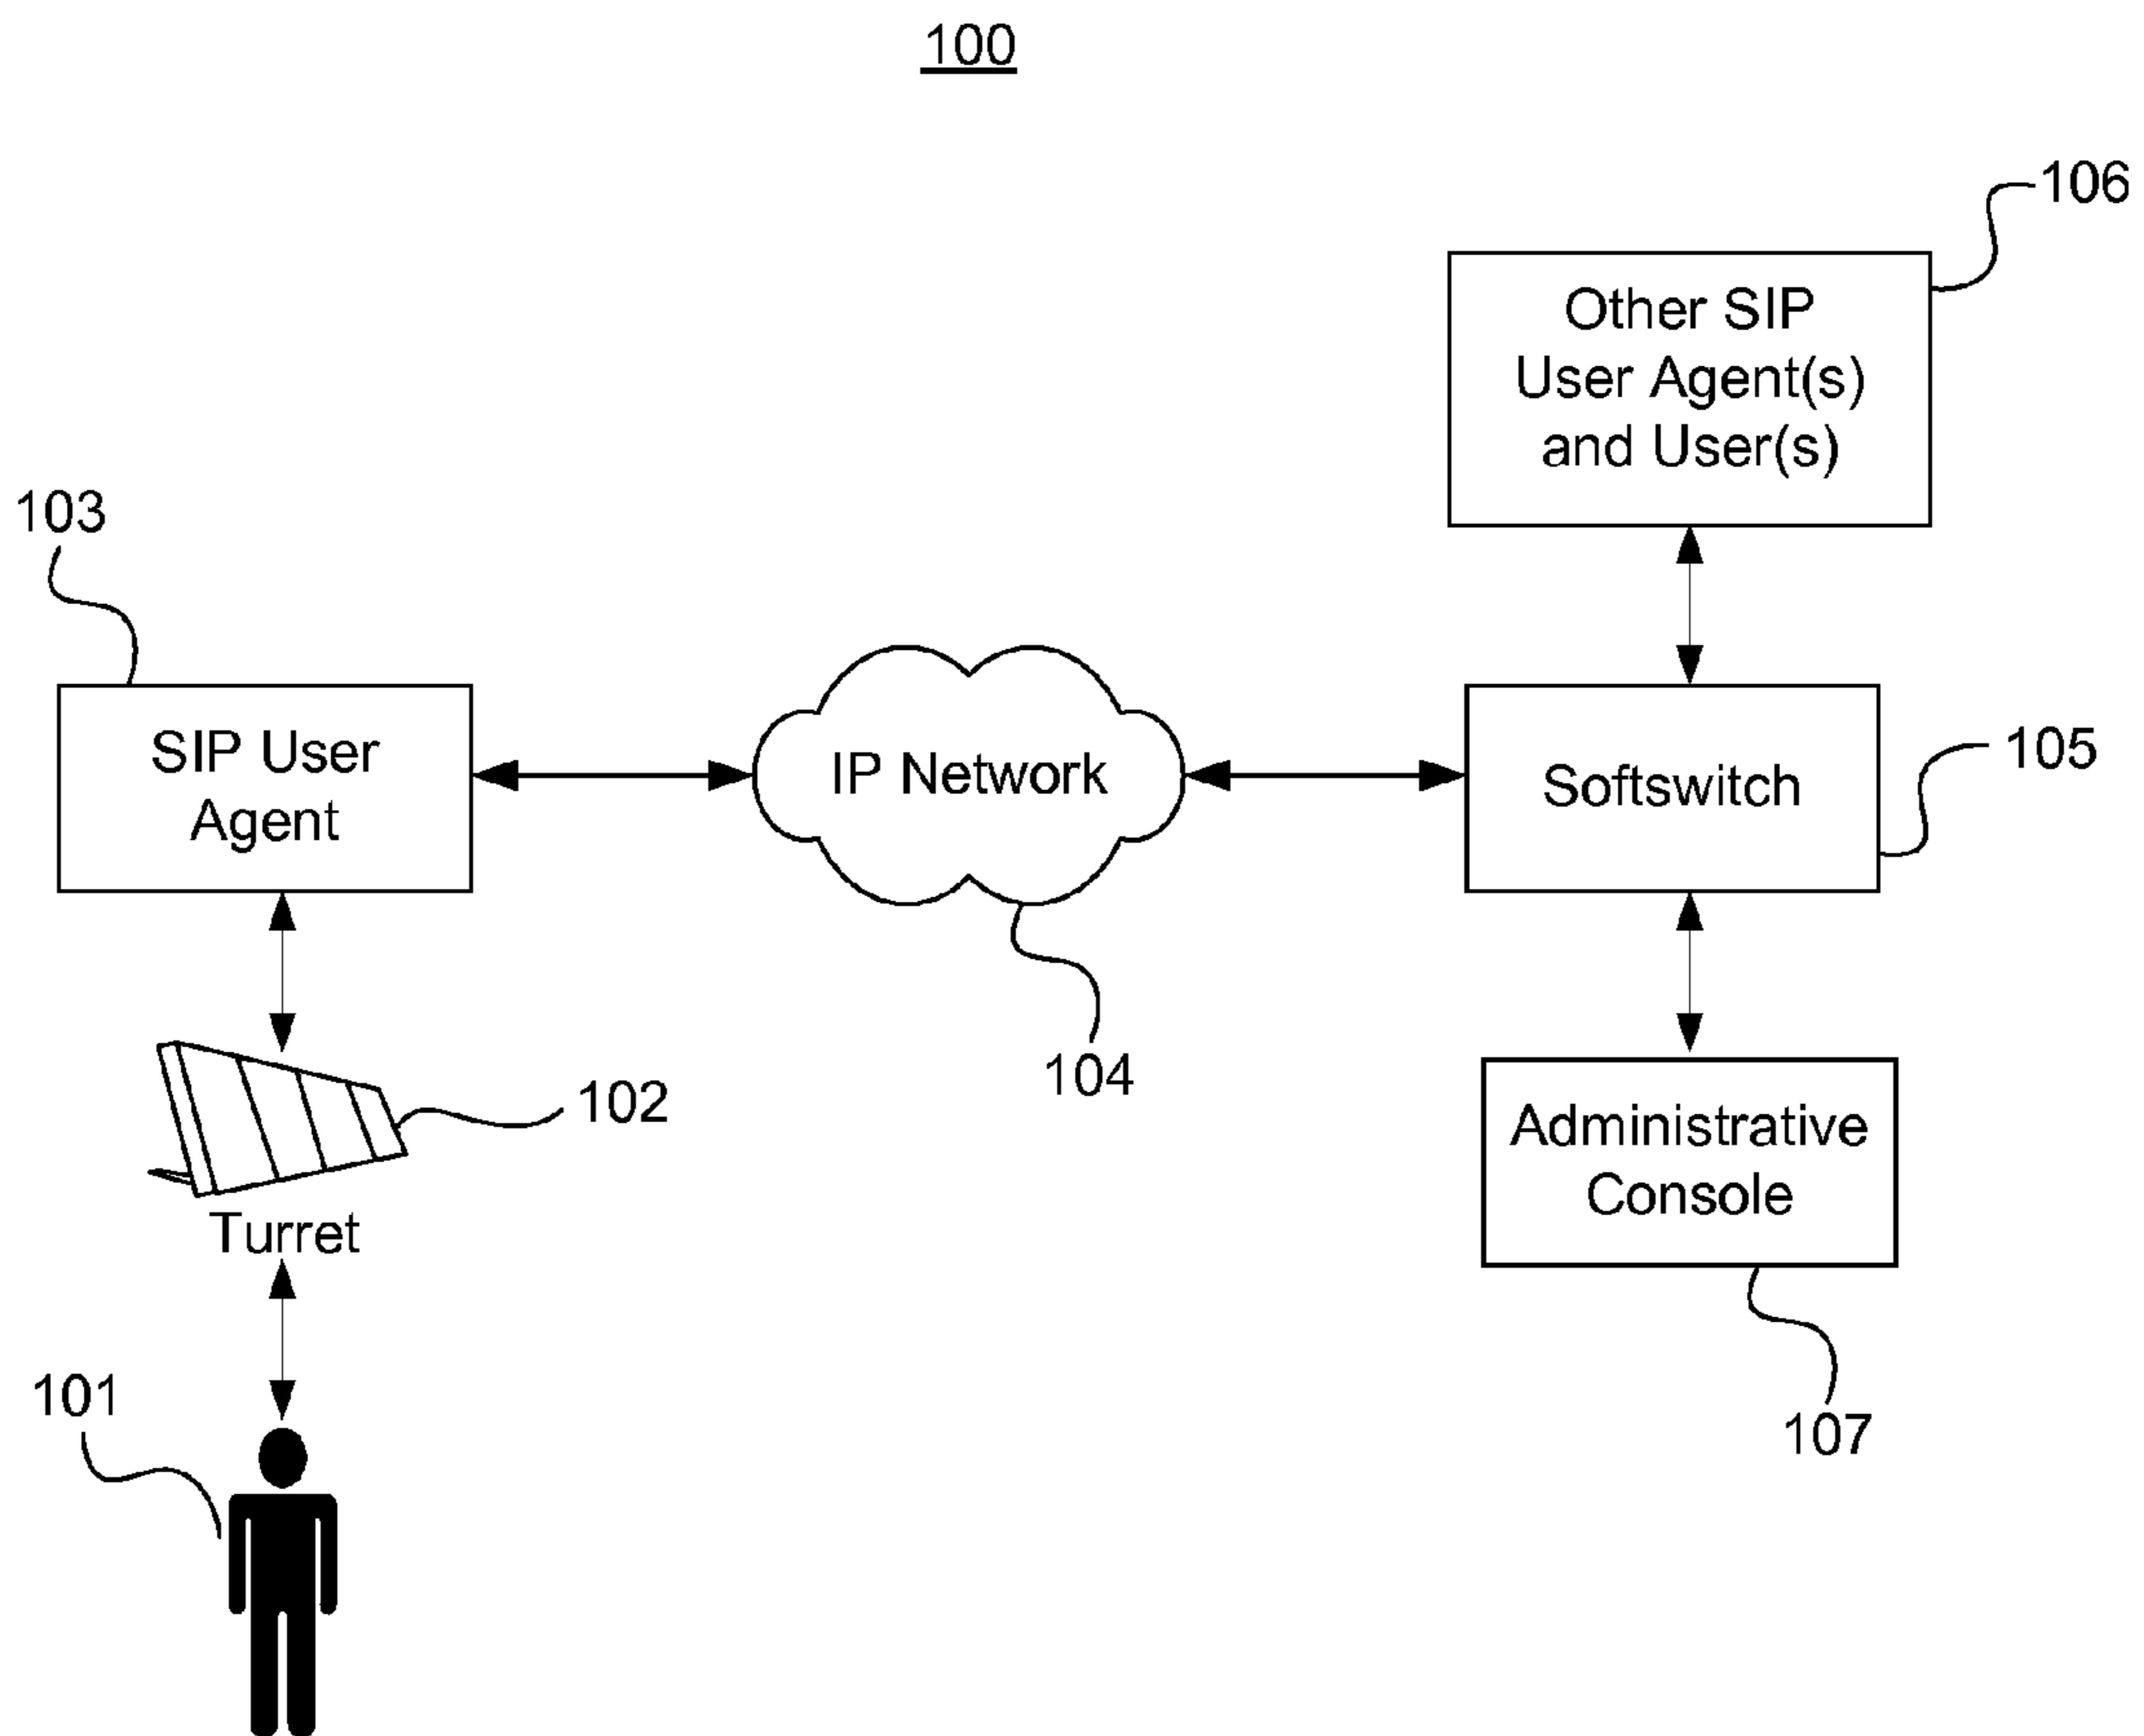 100
106
Other SIP
User Agent(s)
and User(s)
103
SIP User
Agent
IP Network
Softswitch
105
104
102
Turret
Administrative
Console
101
107